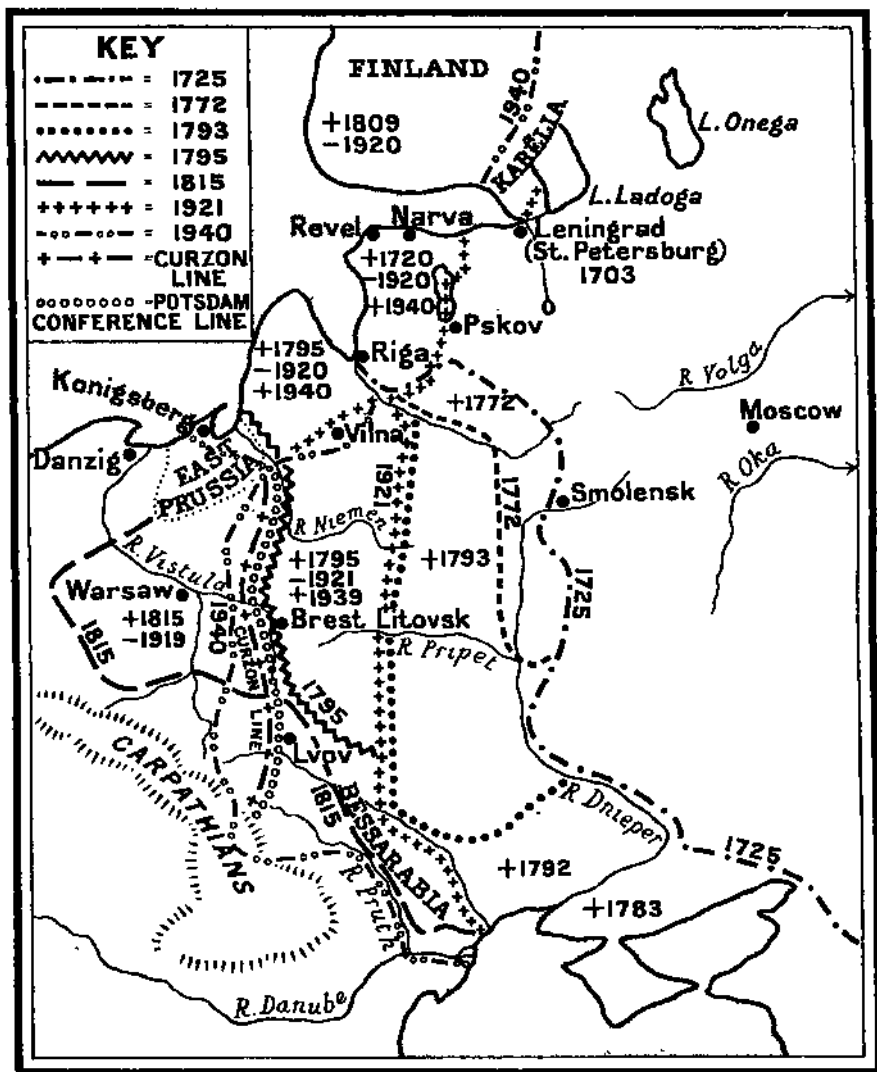 KEY
= 1725
= 1772
= 1793
= 1795
= 1815
= 1921
= 1940
=CURZON
LINE
=POTSDAM
CONFERENCE LINE
FINLAND
+1809
-1920
1940
KARELIA
L. Onega
L. Ladoga
Revel
Narva
Leningrad
(St. Petersburg)
1703
+1720
-1920
+1940
Pskov
Riga
+1795
-1920
+1940
+1772
R Volga
Moscow
R Oka
Konigsberg
Danzig
EAST
PRUSSIA
Vilna
1921
1772
Smolensk
R Niemen
R. Vistula
+1795
-1921
+1939
+1793
1725
Warsaw
+1815
-1919
1815
1940
CURZON
LINE
Brest Litovsk
R Pripet
1795
Lvov
CARPATHIANS
1815
BESSARABIA
R Pruth
R. Dnieper
1725
+1792
+1783
R. Danube